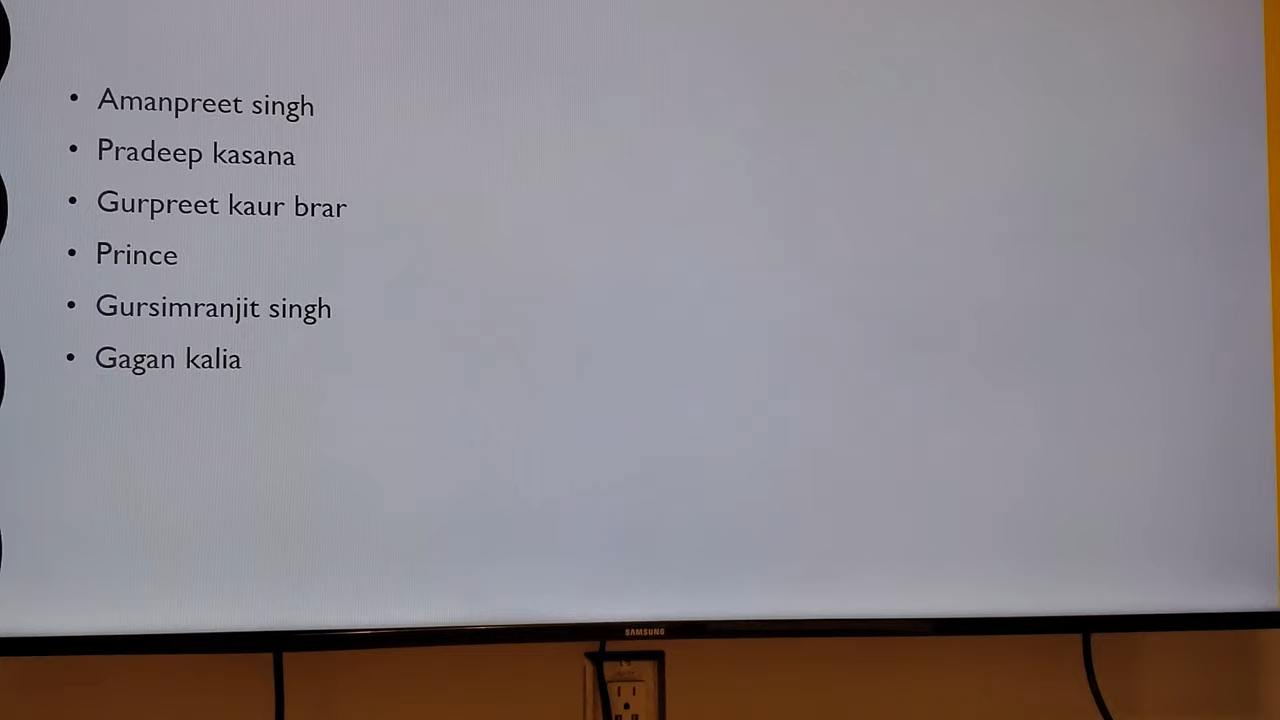 • Amanpreet singh
• Pradeep kasana
• Gurpreet kaur brar
• Prince
• Gursimranjit singh
• Gagan kalia
SAMSUNG